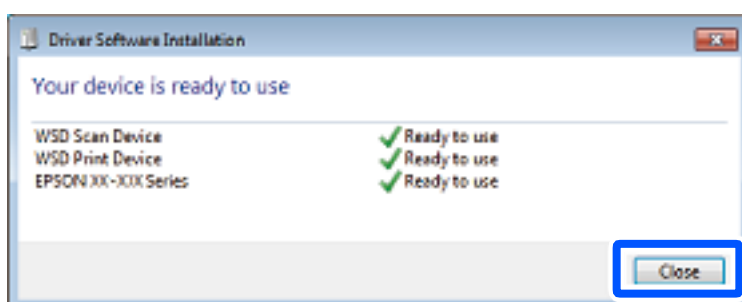 Driver Software Installation
Your device is ready to use
WSD Scan Device Ready to use
WSD Print Device Ready to use
EPSON XX-XXX Series Ready to use
Close